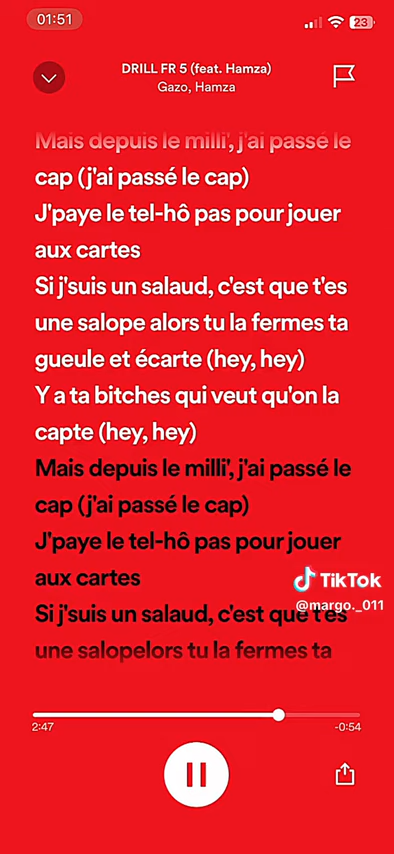 01:51
23
DRILL FR 5 (feat. Hamza)
Gazo, Hamza
Mais depuis le milli', j'ai passé le
cap (j'ai passé le cap)
J'paye le tel-hô pas pour jouer
aux cartes
Si j'suis un salaud, c'est que t'es
une salope alors tu la fermes ta
gueule et écarte (hey, hey)
Y a ta bitches qui veut qu'on la
capte (hey, hey)
Mais depuis le milli', j'ai passé le
cap (j'ai passé le cap)
J'paye le tel-hô pas pour jouer
aux cartes
Si j'suis un salaud, c'est que t'es
une salopelors tu la fermes ta
TikTok
@margo._011
2:47
-0:54